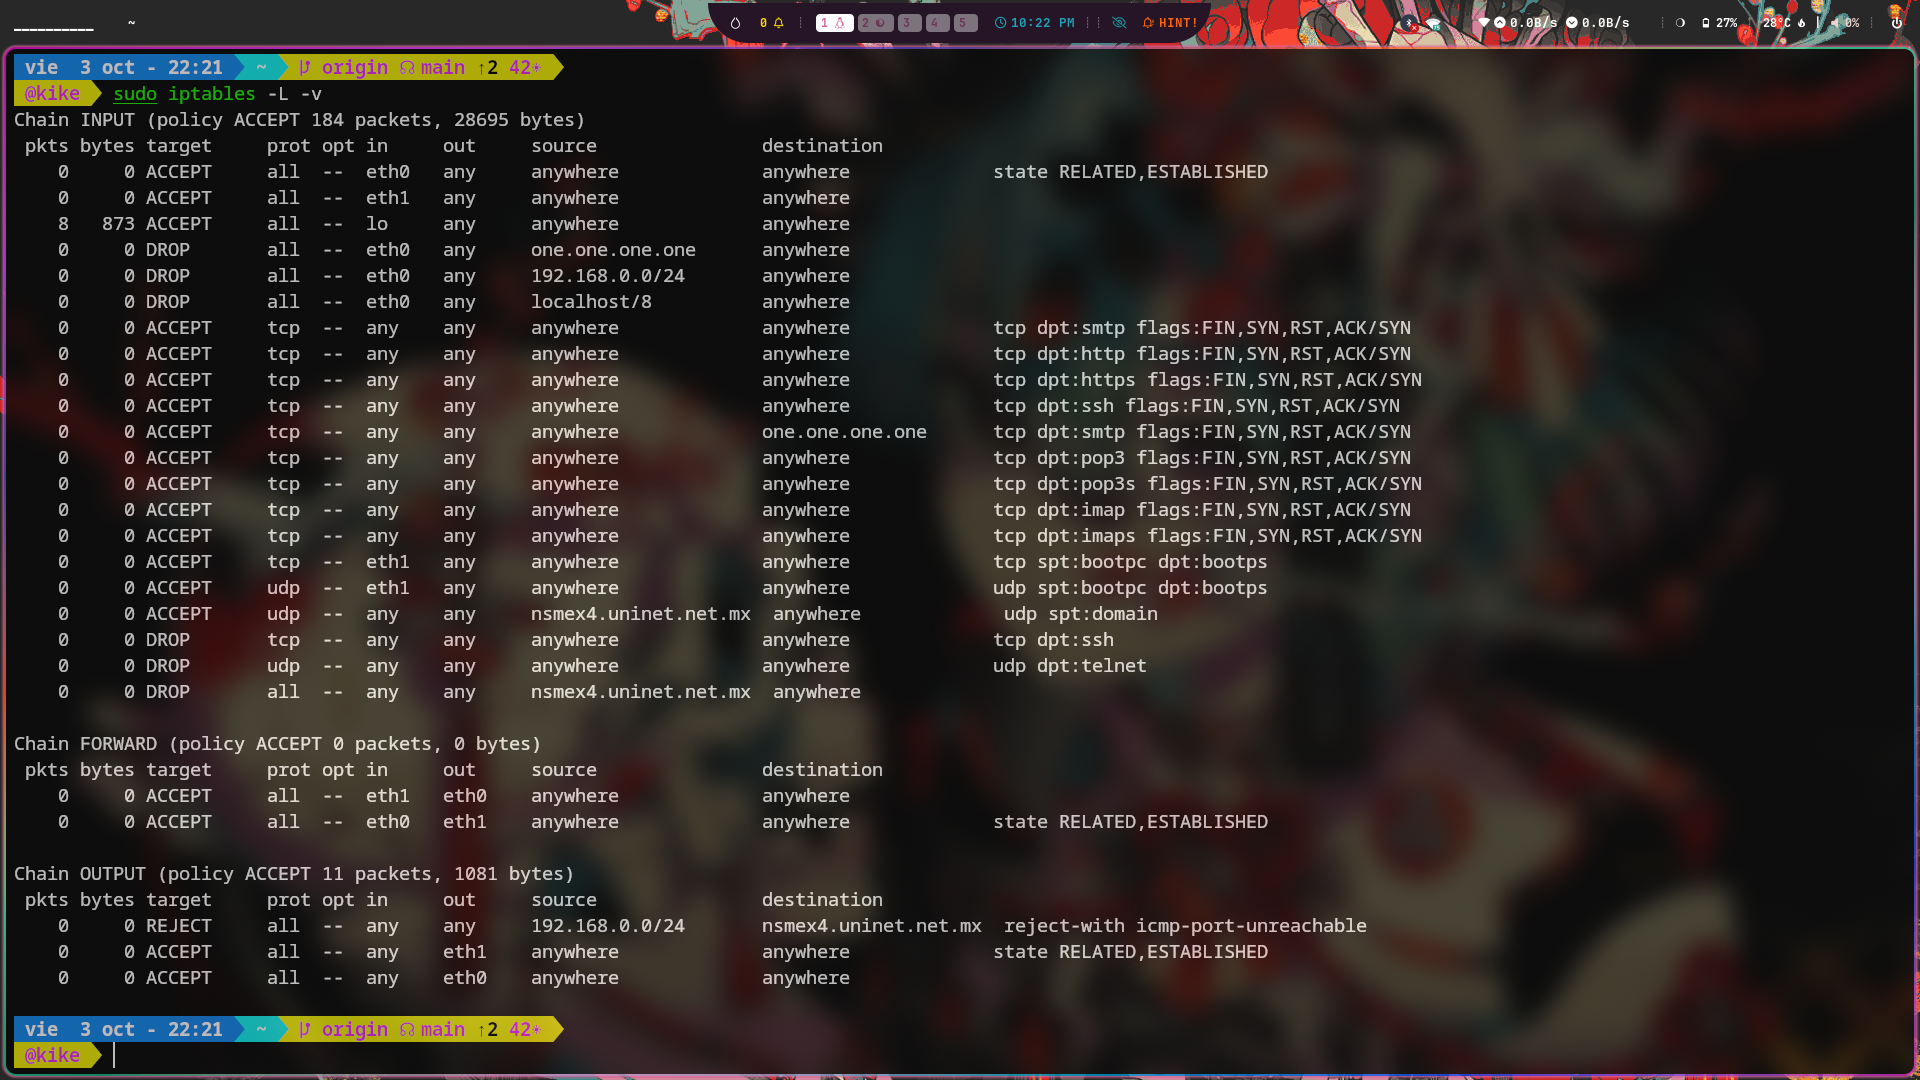 __________ ~ 0 1 2 3 4 5 10:22 PM HINT! 0.0B/s 0.0B/s 27% 28°C 0%
vie 3 oct - 22:21 ~ origin main ↑2 42*
@kike sudo iptables -L -v
Chain INPUT (policy ACCEPT 184 packets, 28695 bytes)
pkts bytes target prot opt in out source destination
0 0 ACCEPT all -- eth0 any anywhere anywhere state RELATED,ESTABLISHED
0 0 ACCEPT all -- eth1 any anywhere anywhere
8 873 ACCEPT all -- lo any anywhere anywhere
0 0 DROP all -- eth0 any one.one.one.one anywhere
0 0 DROP all -- eth0 any 192.168.0.0/24 anywhere
0 0 DROP all -- eth0 any localhost/8 anywhere
0 0 ACCEPT tcp -- any any anywhere anywhere tcp dpt:smtp flags:FIN,SYN,RST,ACK/SYN
0 0 ACCEPT tcp -- any any anywhere anywhere tcp dpt:http flags:FIN,SYN,RST,ACK/SYN
0 0 ACCEPT tcp -- any any anywhere anywhere tcp dpt:https flags:FIN,SYN,RST,ACK/SYN
0 0 ACCEPT tcp -- any any anywhere anywhere tcp dpt:ssh flags:FIN,SYN,RST,ACK/SYN
0 0 ACCEPT tcp -- any any anywhere one.one.one.one tcp dpt:smtp flags:FIN,SYN,RST,ACK/SYN
0 0 ACCEPT tcp -- any any anywhere anywhere tcp dpt:pop3 flags:FIN,SYN,RST,ACK/SYN
0 0 ACCEPT tcp -- any any anywhere anywhere tcp dpt:pop3s flags:FIN,SYN,RST,ACK/SYN
0 0 ACCEPT tcp -- any any anywhere anywhere tcp dpt:imap flags:FIN,SYN,RST,ACK/SYN
0 0 ACCEPT tcp -- any any anywhere anywhere tcp dpt:imaps flags:FIN,SYN,RST,ACK/SYN
0 0 ACCEPT tcp -- eth1 any anywhere anywhere tcp spt:bootpc dpt:bootps
0 0 ACCEPT udp -- eth1 any anywhere anywhere udp spt:bootpc dpt:bootps
0 0 ACCEPT udp -- any any nsmex4.uninet.net.mx anywhere udp spt:domain
0 0 DROP tcp -- any any anywhere anywhere tcp dpt:ssh
0 0 DROP udp -- any any anywhere anywhere udp dpt:telnet
0 0 DROP all -- any any nsmex4.uninet.net.mx anywhere
Chain FORWARD (policy ACCEPT 0 packets, 0 bytes)
pkts bytes target prot opt in out source destination
0 0 ACCEPT all -- eth1 eth0 anywhere anywhere
0 0 ACCEPT all -- eth0 eth1 anywhere anywhere state RELATED,ESTABLISHED
Chain OUTPUT (policy ACCEPT 11 packets, 1081 bytes)
pkts bytes target prot opt in out source destination
0 0 REJECT all -- any any 192.168.0.0/24 nsmex4.uninet.net.mx reject-with icmp-port-unreachable
0 0 ACCEPT all -- any eth1 anywhere anywhere state RELATED,ESTABLISHED
0 0 ACCEPT all -- any eth0 anywhere anywhere
vie 3 oct - 22:21 ~ origin main ↑2 42*
@kike